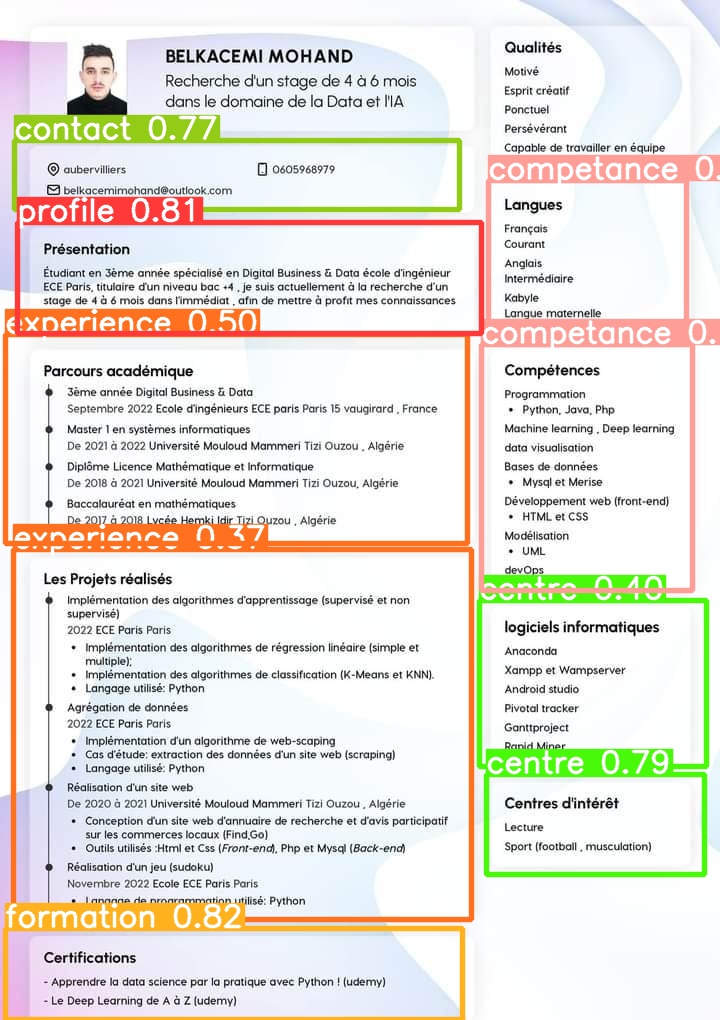 BELKACEMI MOHAND
Recherche d'un stage de 4 à 6 mois
dans le domaine de la Data et l'IA
contact 0.77
aubervilliers
0605968979
belkacemimohand@outlook.com
profile 0.81
Présentation
Étudiant en 3ème année spécialisé en Digital Business & Data école d'ingénieur
ECE Paris, titulaire d'un niveau bac +4 , je suis actuellement à la recherche d'un
stage de 4 à 6 mois dans l'immédiat , afin de mettre à profit mes connaissances
experience 0.50
Parcours académique
3ème année Digital Business & Data
Septembre 2022 Ecole d'ingénieurs ECE paris Paris 15 vaugirard , France
Master 1 en systèmes informatiques
De 2021 à 2022 Université Mouloud Mammeri Tizi Ouzou , Algérie
Diplôme Licence Mathématique et Informatique
De 2018 à 2021 Université Mouloud Mammeri Tizi Ouzou, Algérie
Baccalauréat en mathématiques
De 2017 à 2018 Lycée Hemki Idir Tizi Ouzou , Algérie
experience 0.37
Les Projets réalisés
Implémentation des algorithmes d'apprentissage (supervisé et non
supervisé)
2022 ECE Paris Paris
• Implémentation des algorithmes de régression linéaire (simple et
multiple);
• Implémentation des algorithmes de classification (K-Means et KNN).
• Langage utilisé: Python
Agrégation de données
2022 ECE Paris Paris
• Implémentation d'un algorithme de web-scaping
• Cas d'étude: extraction des données d'un site web (scraping)
• Langage utilisé: Python
Réalisation d'un site web
De 2020 à 2021 Université Mouloud Mammeri Tizi Ouzou , Algérie
• Conception d'un site web d'annuaire de recherche et d'avis participatif
sur les commerces locaux (Find,Go)
• Outils utilisés :Html et Css (Front-end), Php et Mysql (Back-end)
Réalisation d'un jeu (sudoku)
Novembre 2022 Ecole ECE Paris Paris
• Langage de programmation utilisé: Python
formation 0.82
Certifications
- Apprendre la data science par la pratique avec Python ! (udemy)
- Le Deep Learning de A à Z (udemy)
Qualités
Motivé
Esprit créatif
Ponctuel
Persévérant
Capable de travailler en équipe
competance 0.
Langues
Français
Courant
Anglais
Intermédiaire
Kabyle
Langue maternelle
competance 0.
Compétences
Programmation
• Python, Java, Php
Machine learning , Deep learning
data visualisation
Bases de données
• Mysql et Merise
Développement web (front-end)
• HTML et CSS
Modélisation
• UML
devOps
centre 0.40
logiciels informatiques
Anaconda
Xampp et Wampserver
Android studio
Pivotal tracker
Ganttproject
Rapid Miner
centre 0.79
Centres d'intérêt
Lecture
Sport (football , musculation)